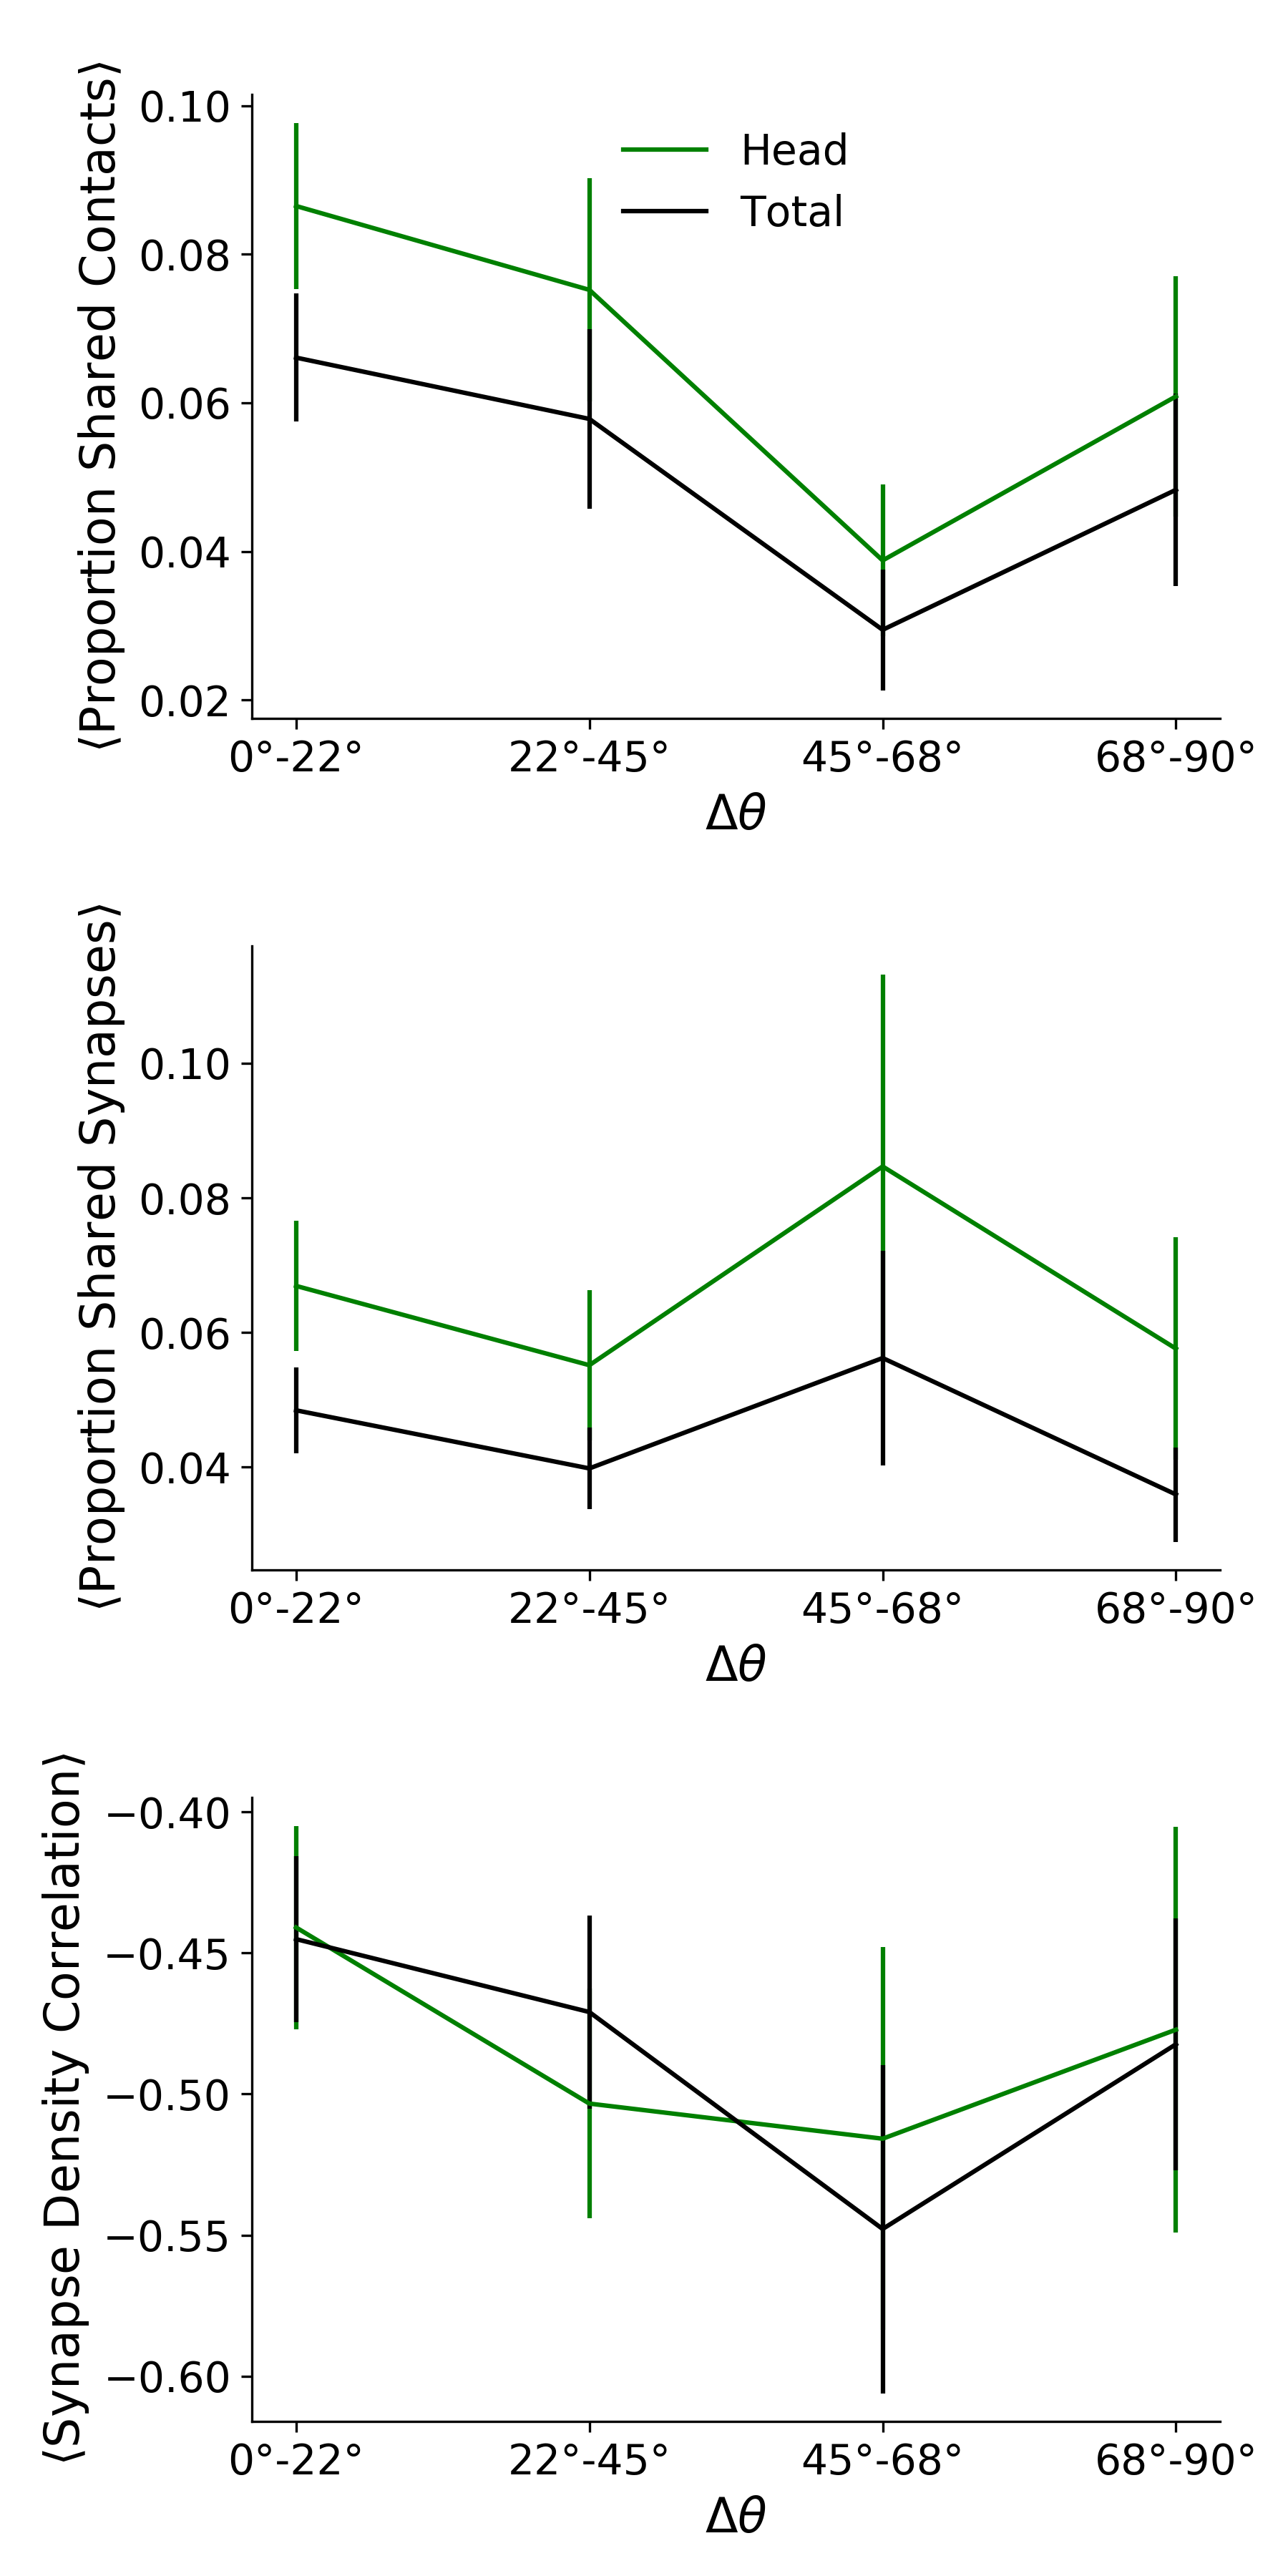 ⟨Proportion Shared Contacts⟩
0.10
0.08
0.06
0.04
0.02
Head
Total
0°-22° 22°-45° 45°-68° 68°-90°
Δθ
⟨Proportion Shared Synapses⟩
0.10
0.08
0.06
0.04
0°-22° 22°-45° 45°-68° 68°-90°
Δθ
⟨Synapse Density Correlation⟩
−0.40
−0.45
−0.50
−0.55
−0.60
0°-22° 22°-45° 45°-68° 68°-90°
Δθ